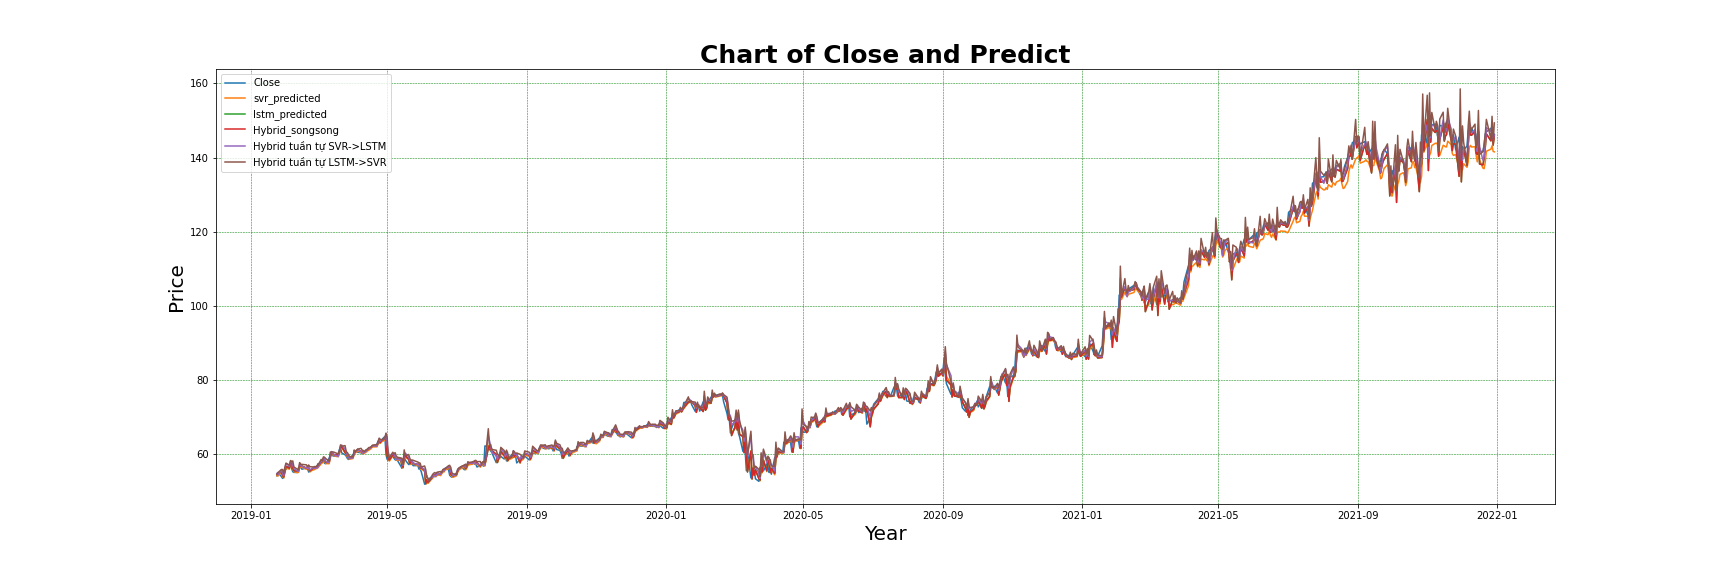 Chart of Close and Predict
Close
svr_predicted
lstm_predicted
Hybrid_songsong
Hybrid tuần tự SVR->LSTM
Hybrid tuần tự LSTM->SVR
160
140
120
100
80
60
Price
2019-01 2019-05 2019-09 2020-01 2020-05 2020-09 2021-01 2021-05 2021-09 2022-01
Year